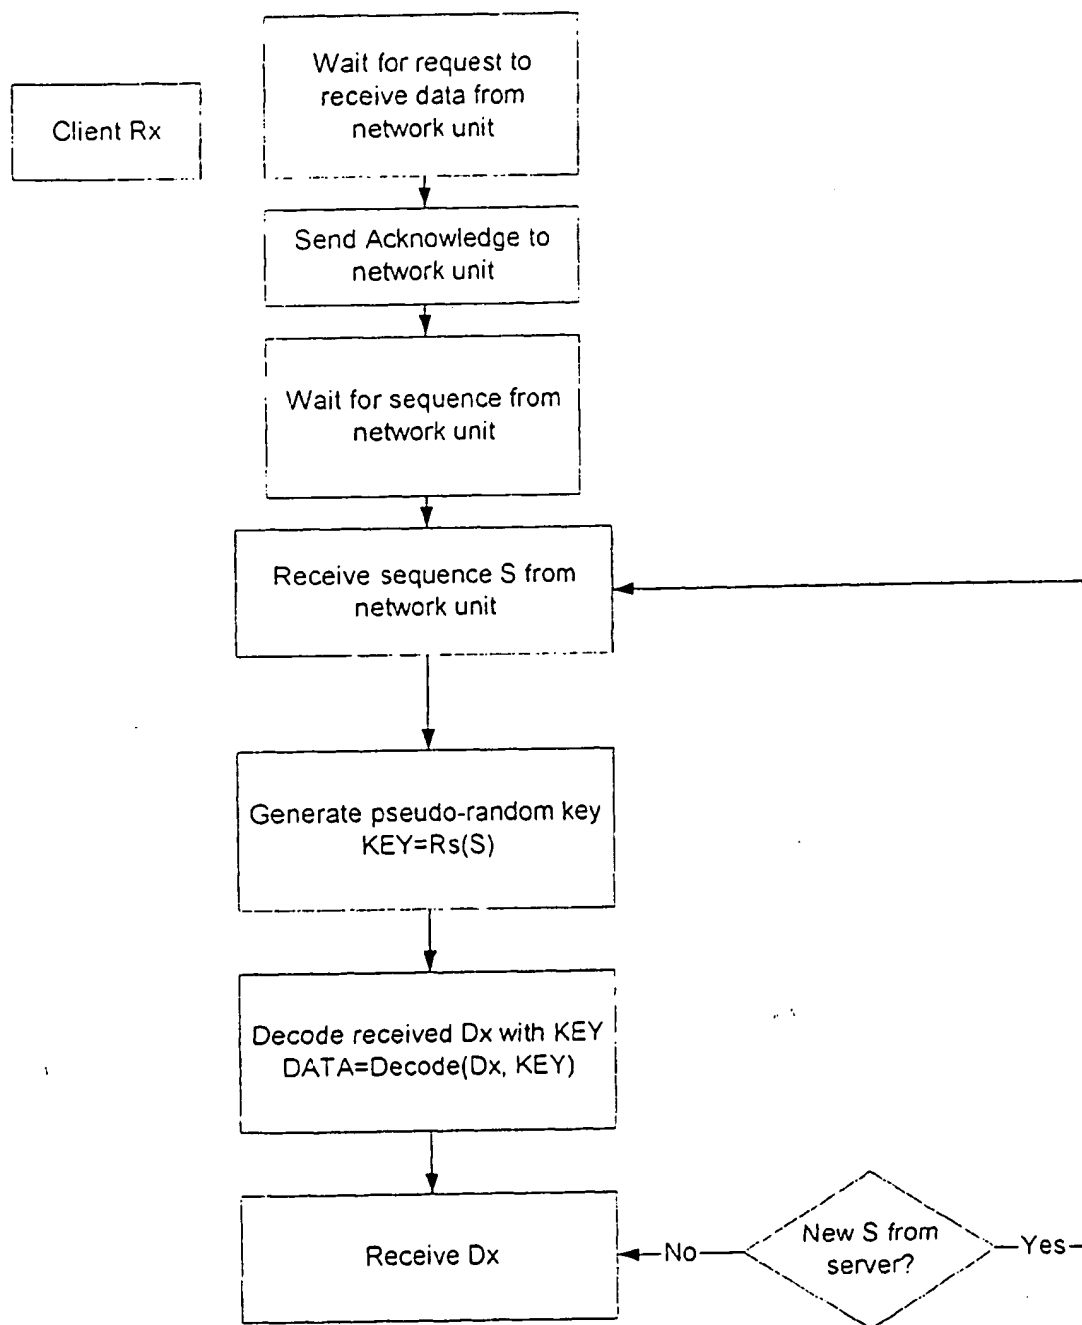 Client Rx
Wait for request to
receive data from
network unit
Send Acknowledge to
network unit
Wait for sequence from
network unit
Receive sequence S from
network unit
Generate pseudo-random key
KEY=Rs(S)
Decode received Dx with KEY
DATA=Decode(Dx, KEY)
Receive Dx
No
New S from
server?
Yes